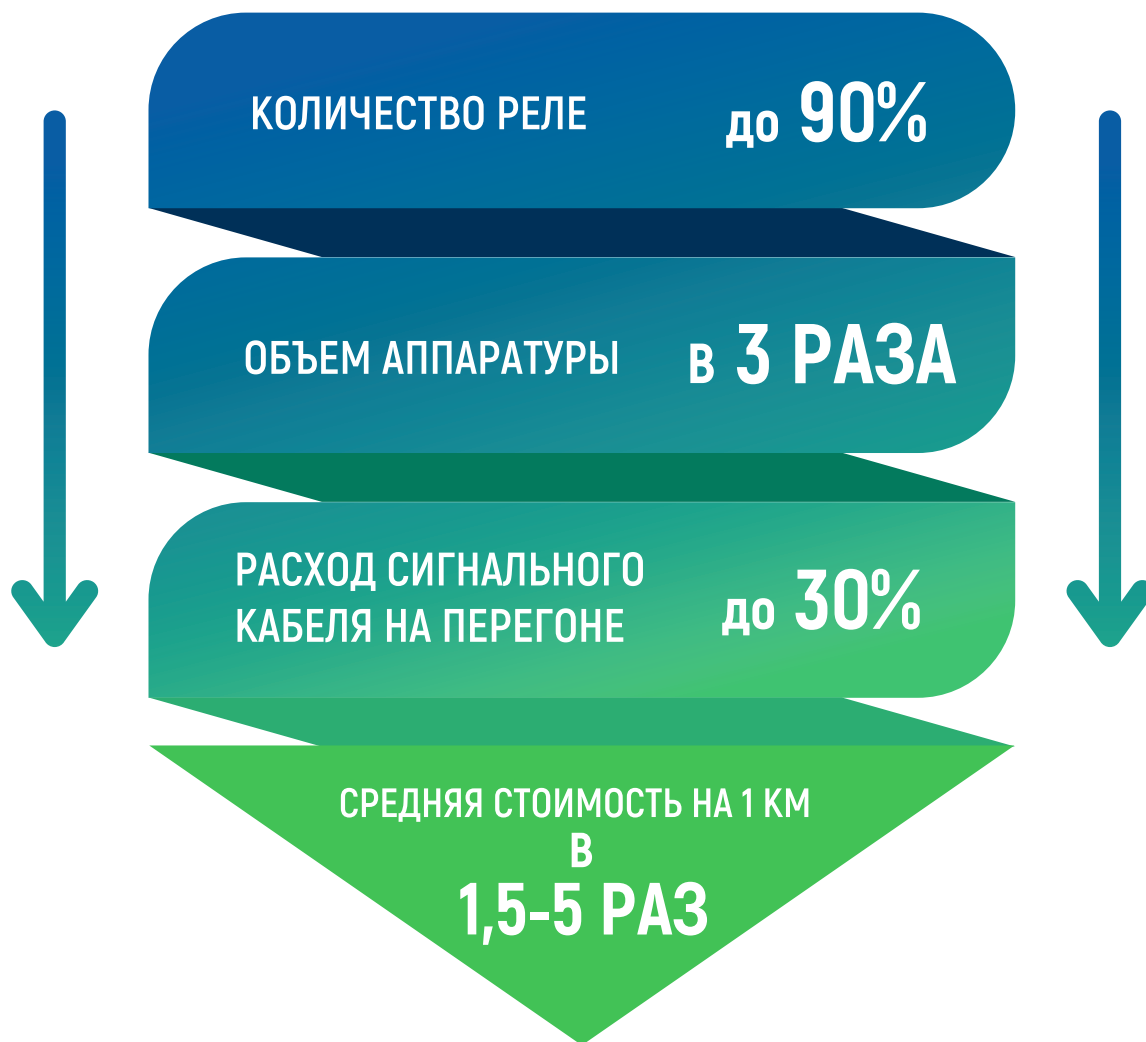 КОЛИЧЕСТВО РЕЛЕ до 90%
ОБЪЕМ АППАРАТУРЫ в 3 РАЗА
РАСХОД СИГНАЛЬНОГО
КАБЕЛЯ НА ПЕРЕГОНЕ до 30%
СРЕДНЯЯ СТОИМОСТЬ НА 1 КМ
В
1,5-5 РАЗ